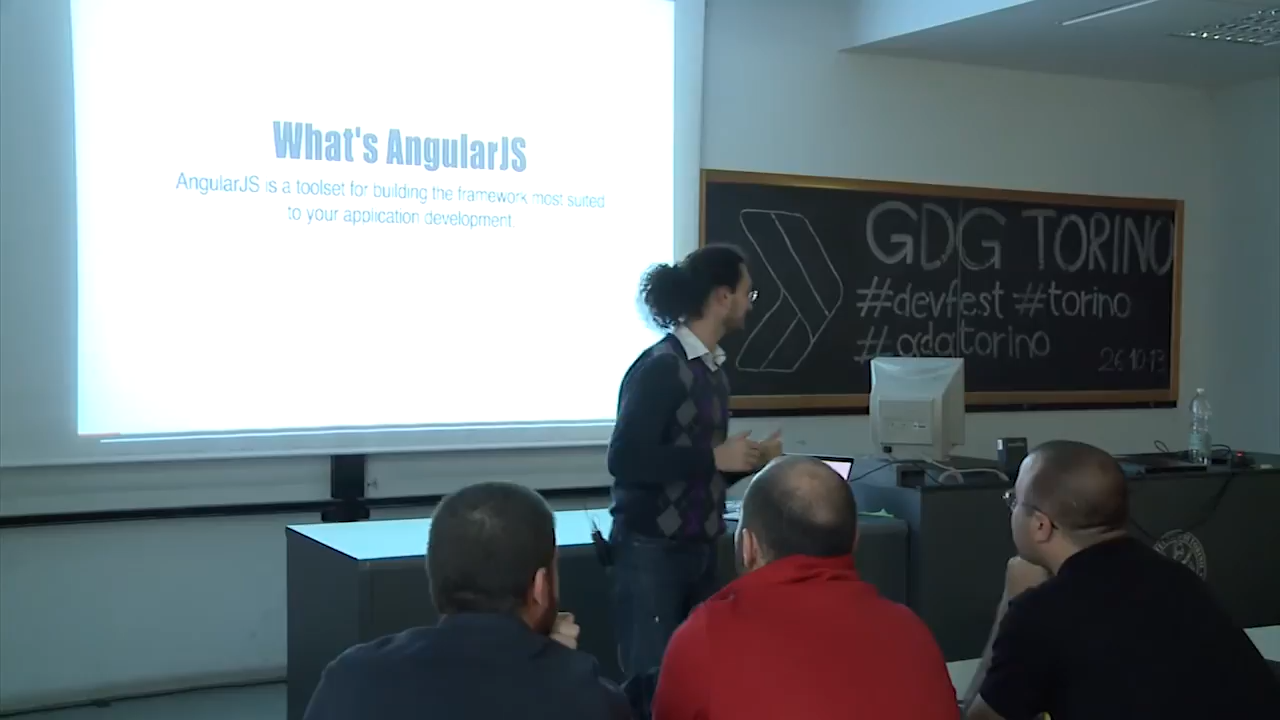 What's AngularJS
AngularJS is a toolset for building the framework most suited
to your application development.
GDG TORINO
#devfest #torino
#gdgtorino
26 10 13